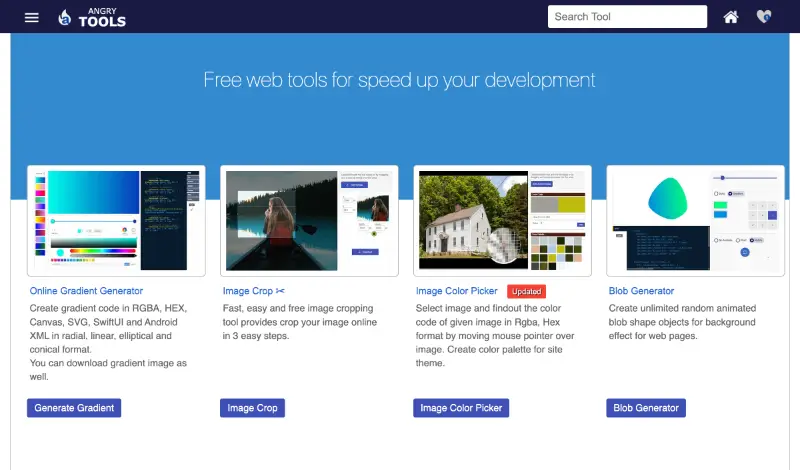 ANGRY
TOOLS
Search Tool
Free web tools for speed up your development
Online Gradient Generator
Create gradient code in RGBA, HEX,
Canvas, SVG, SwiftUI and Android
XML in radial, linear, elliptical and
conical format.
You can download gradient image as
well.
Generate Gradient
Image Crop ✂
Fast, easy and free image cropping
tool provides crop your image online
in 3 easy steps.
Image Crop
Image Color Picker Updated
Select image and findout the color
code of given image in Rgba, Hex
format by moving mouse pointer over
image. Create color palette for site
theme.
Image Color Picker
Blob Generator
Create unlimited random animated
blob shape objects for background
effect for web pages.
Blob Generator